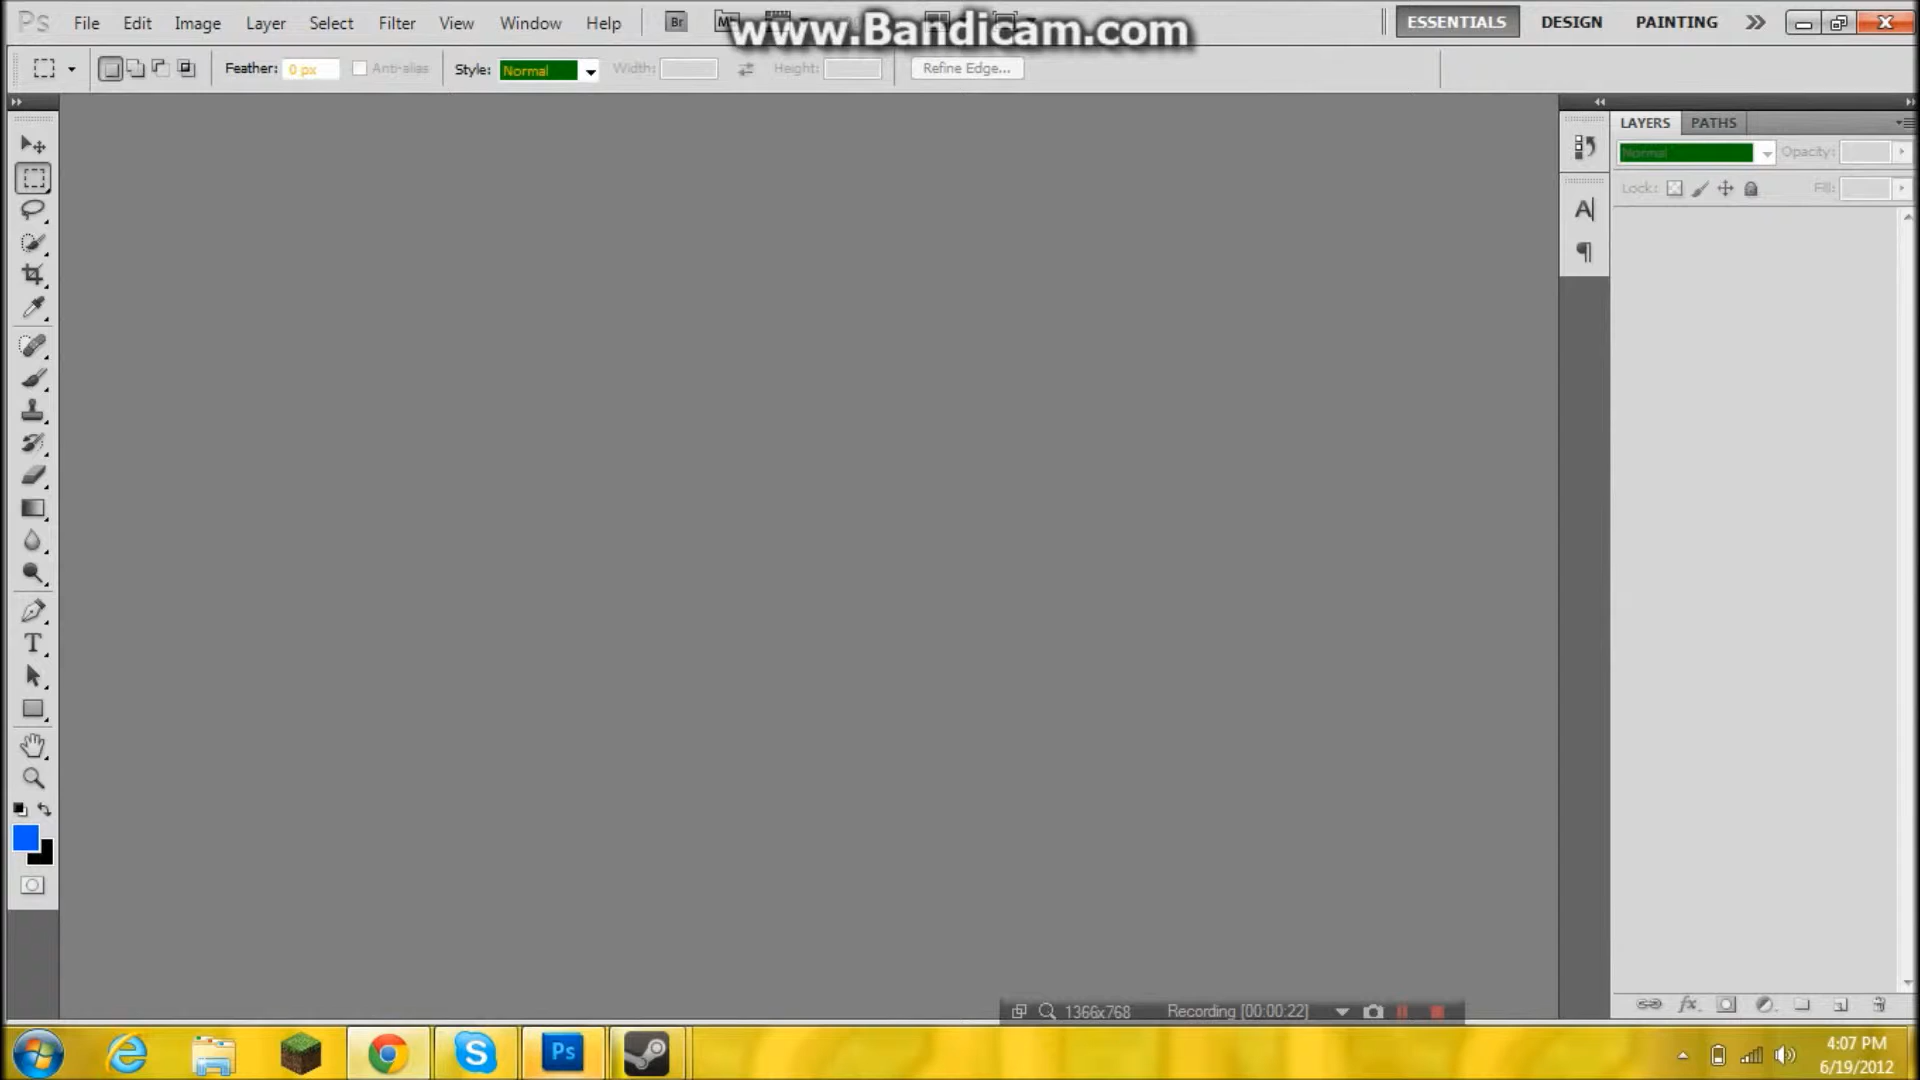 Ps File Edit Image Layer Select Filter View Window Help Br www.Bandicam.com ESSENTIALS DESIGN PAINTING
Feather: 0 px Anti-alias Style: Normal Width: Height: Refine Edge...
LAYERS PATHS
Normal Opacity:
Lock: Fill:
A
T
fx
1366x768 Recording [00:00:22]
S Ps
4:07 PM
6/19/2012